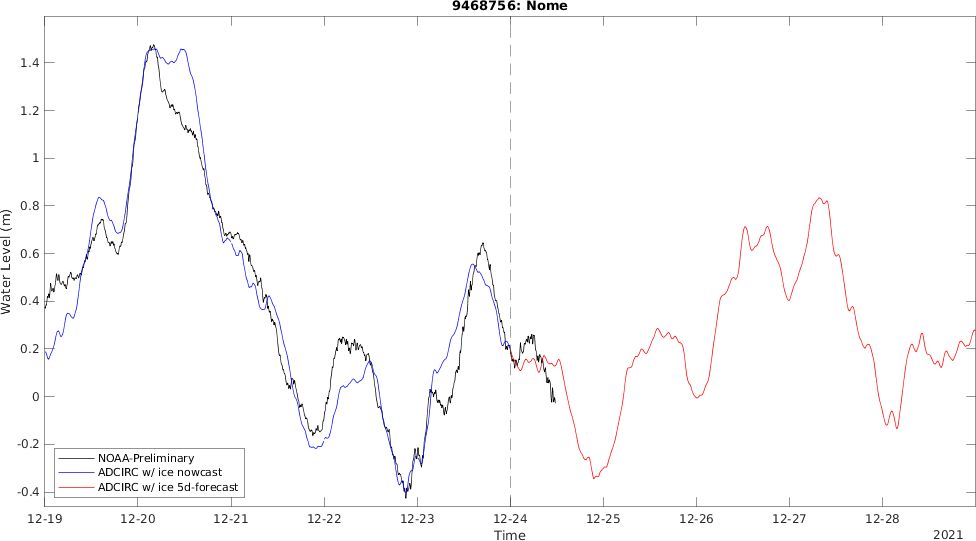 9468756: Nome
Water Level (m)
1.4
1.2
1
0.8
0.6
0.4
0.2
0
-0.2
-0.4
NOAA-Preliminary
ADCIRC w/ ice nowcast
ADCIRC w/ ice 5d-forecast
12-19 12-20 12-21 12-22 12-23 12-24 12-25 12-26 12-27 12-28
Time
2021